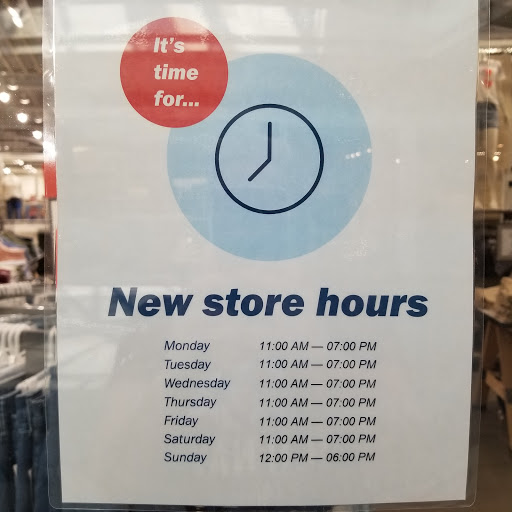 It's
time
for...
New store hours
Monday 11:00 AM — 07:00 PM
Tuesday 11:00 AM — 07:00 PM
Wednesday 11:00 AM — 07:00 PM
Thursday 11:00 AM — 07:00 PM
Friday 11:00 AM — 07:00 PM
Saturday 11:00 AM — 07:00 PM
Sunday 12:00 PM — 06:00 PM